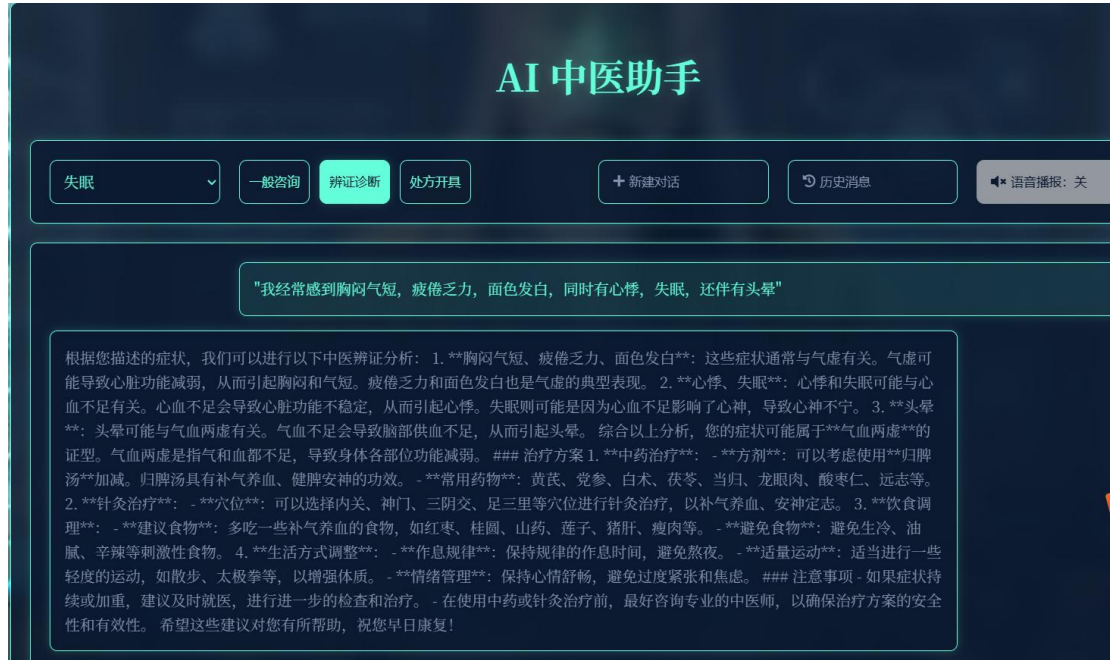 AI 中医助手
失眠 一般咨询 辨证诊断 处方开具 新建对话 历史消息 语音播报：关
"我经常感到胸闷气短，疲倦乏力，面色发白，同时有心悸，失眠，还伴有头晕"
根据您描述的症状，我们可以进行以下中医辨证分析： 1. **胸闷气短、疲倦乏力、面色发白**：这些症状通常与气虚有关。气虚可
能导致心脏功能减弱，从而引起胸闷和气短。疲倦乏力和面色发白也是气虚的典型表现。 2. **心悸、失眠**：心悸和失眠可能与心
血不足有关。心血不足会导致心脏功能不稳定，从而引起心悸。失眠则可能是因为心血不足影响了心神，导致心神不宁。 3. **头晕
**：头晕可能与气血两虚有关。气血不足会导致脑部供血不足，从而引起头晕。 综合以上分析，您的症状可能属于**气血两虚**的
证型。气血两虚是指气和血都不足，导致身体各部位功能减弱。 ### 治疗方案 1. **中药治疗**： - **方剂**：可以考虑使用**归脾
汤**加减。归脾汤具有补气养血、健脾安神的功效。 - **常用药物**：黄芪、党参、白术、茯苓、当归、龙眼肉、酸枣仁、远志等。
2. **针灸治疗**： - **穴位**：可以选择内关、神门、三阴交、足三里等穴位进行针灸治疗，以补气养血、安神定志。 3. **饮食调
理**： - **建议食物**：多吃一些补气养血的食物，如红枣、桂圆、山药、莲子、猪肝、瘦肉等。 - **避免食物**：避免生冷、油
腻、辛辣等刺激性食物。 4. **生活方式调整**： - **作息规律**：保持规律的作息时间，避免熬夜。 - **适量运动**：适当进行一些
轻度的运动，如散步、太极拳等，以增强体质。 - **情绪管理**：保持心情舒畅，避免过度紧张和焦虑。 ### 注意事项 - 如果症状持
续或加重，建议及时就医，进行进一步的检查和治疗。 - 在使用中药或针灸治疗前，最好咨询专业的中医师，以确保治疗方案的安全
性和有效性。 希望这些建议对您有所帮助，祝您早日康复！